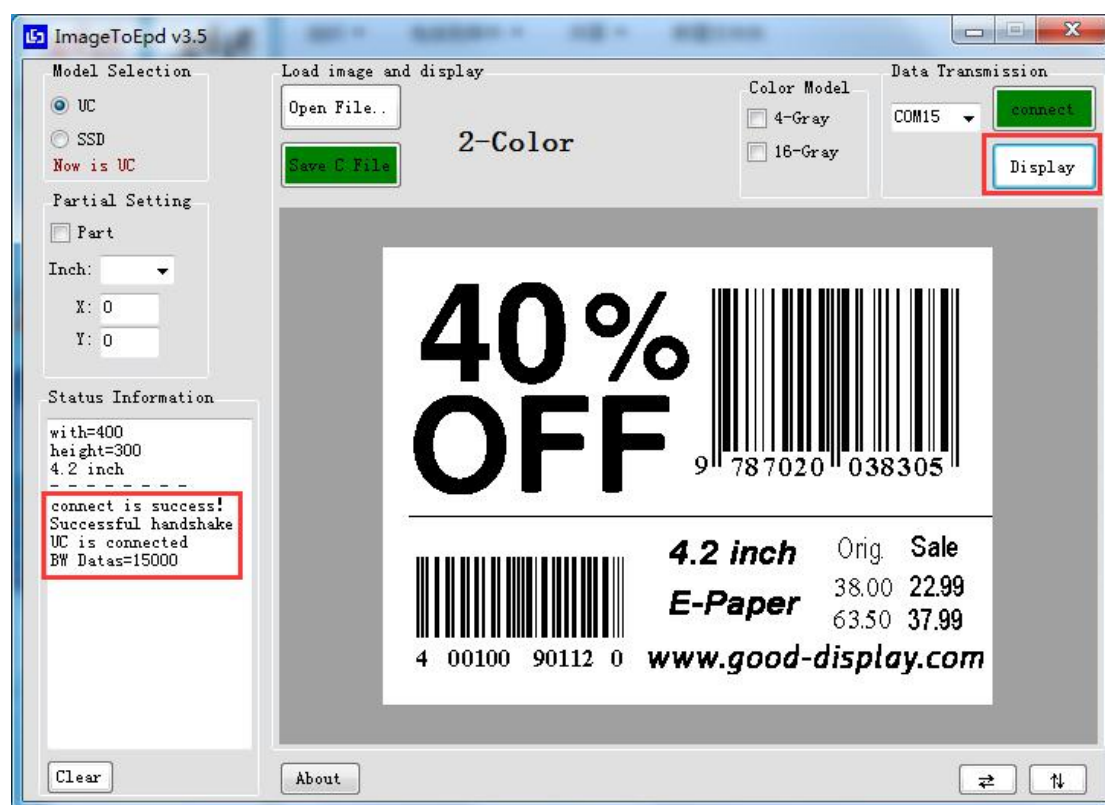 ImageToEpd v3.5
Model Selection
UC
SSD
Now is UC
Partial Setting
Part
Inch:
X: 0
Y: 0
Status Information
with=400
height=300
4.2 inch
- - - - - - - -
connect is success!
Successful handshake
UC is connected
BW Datas=15000
Clear
Load image and display
Open File..
Save C File
2-Color
Color Model
4-Gray
16-Gray
Data Transmission
COM15
connect
Display
40%
OFF
9 787020 038305
4 00100 90112 0
4.2 inch
E-Paper
Orig. Sale
38.00 22.99
63.50 37.99
www.good-display.com
About
⇄
⇅